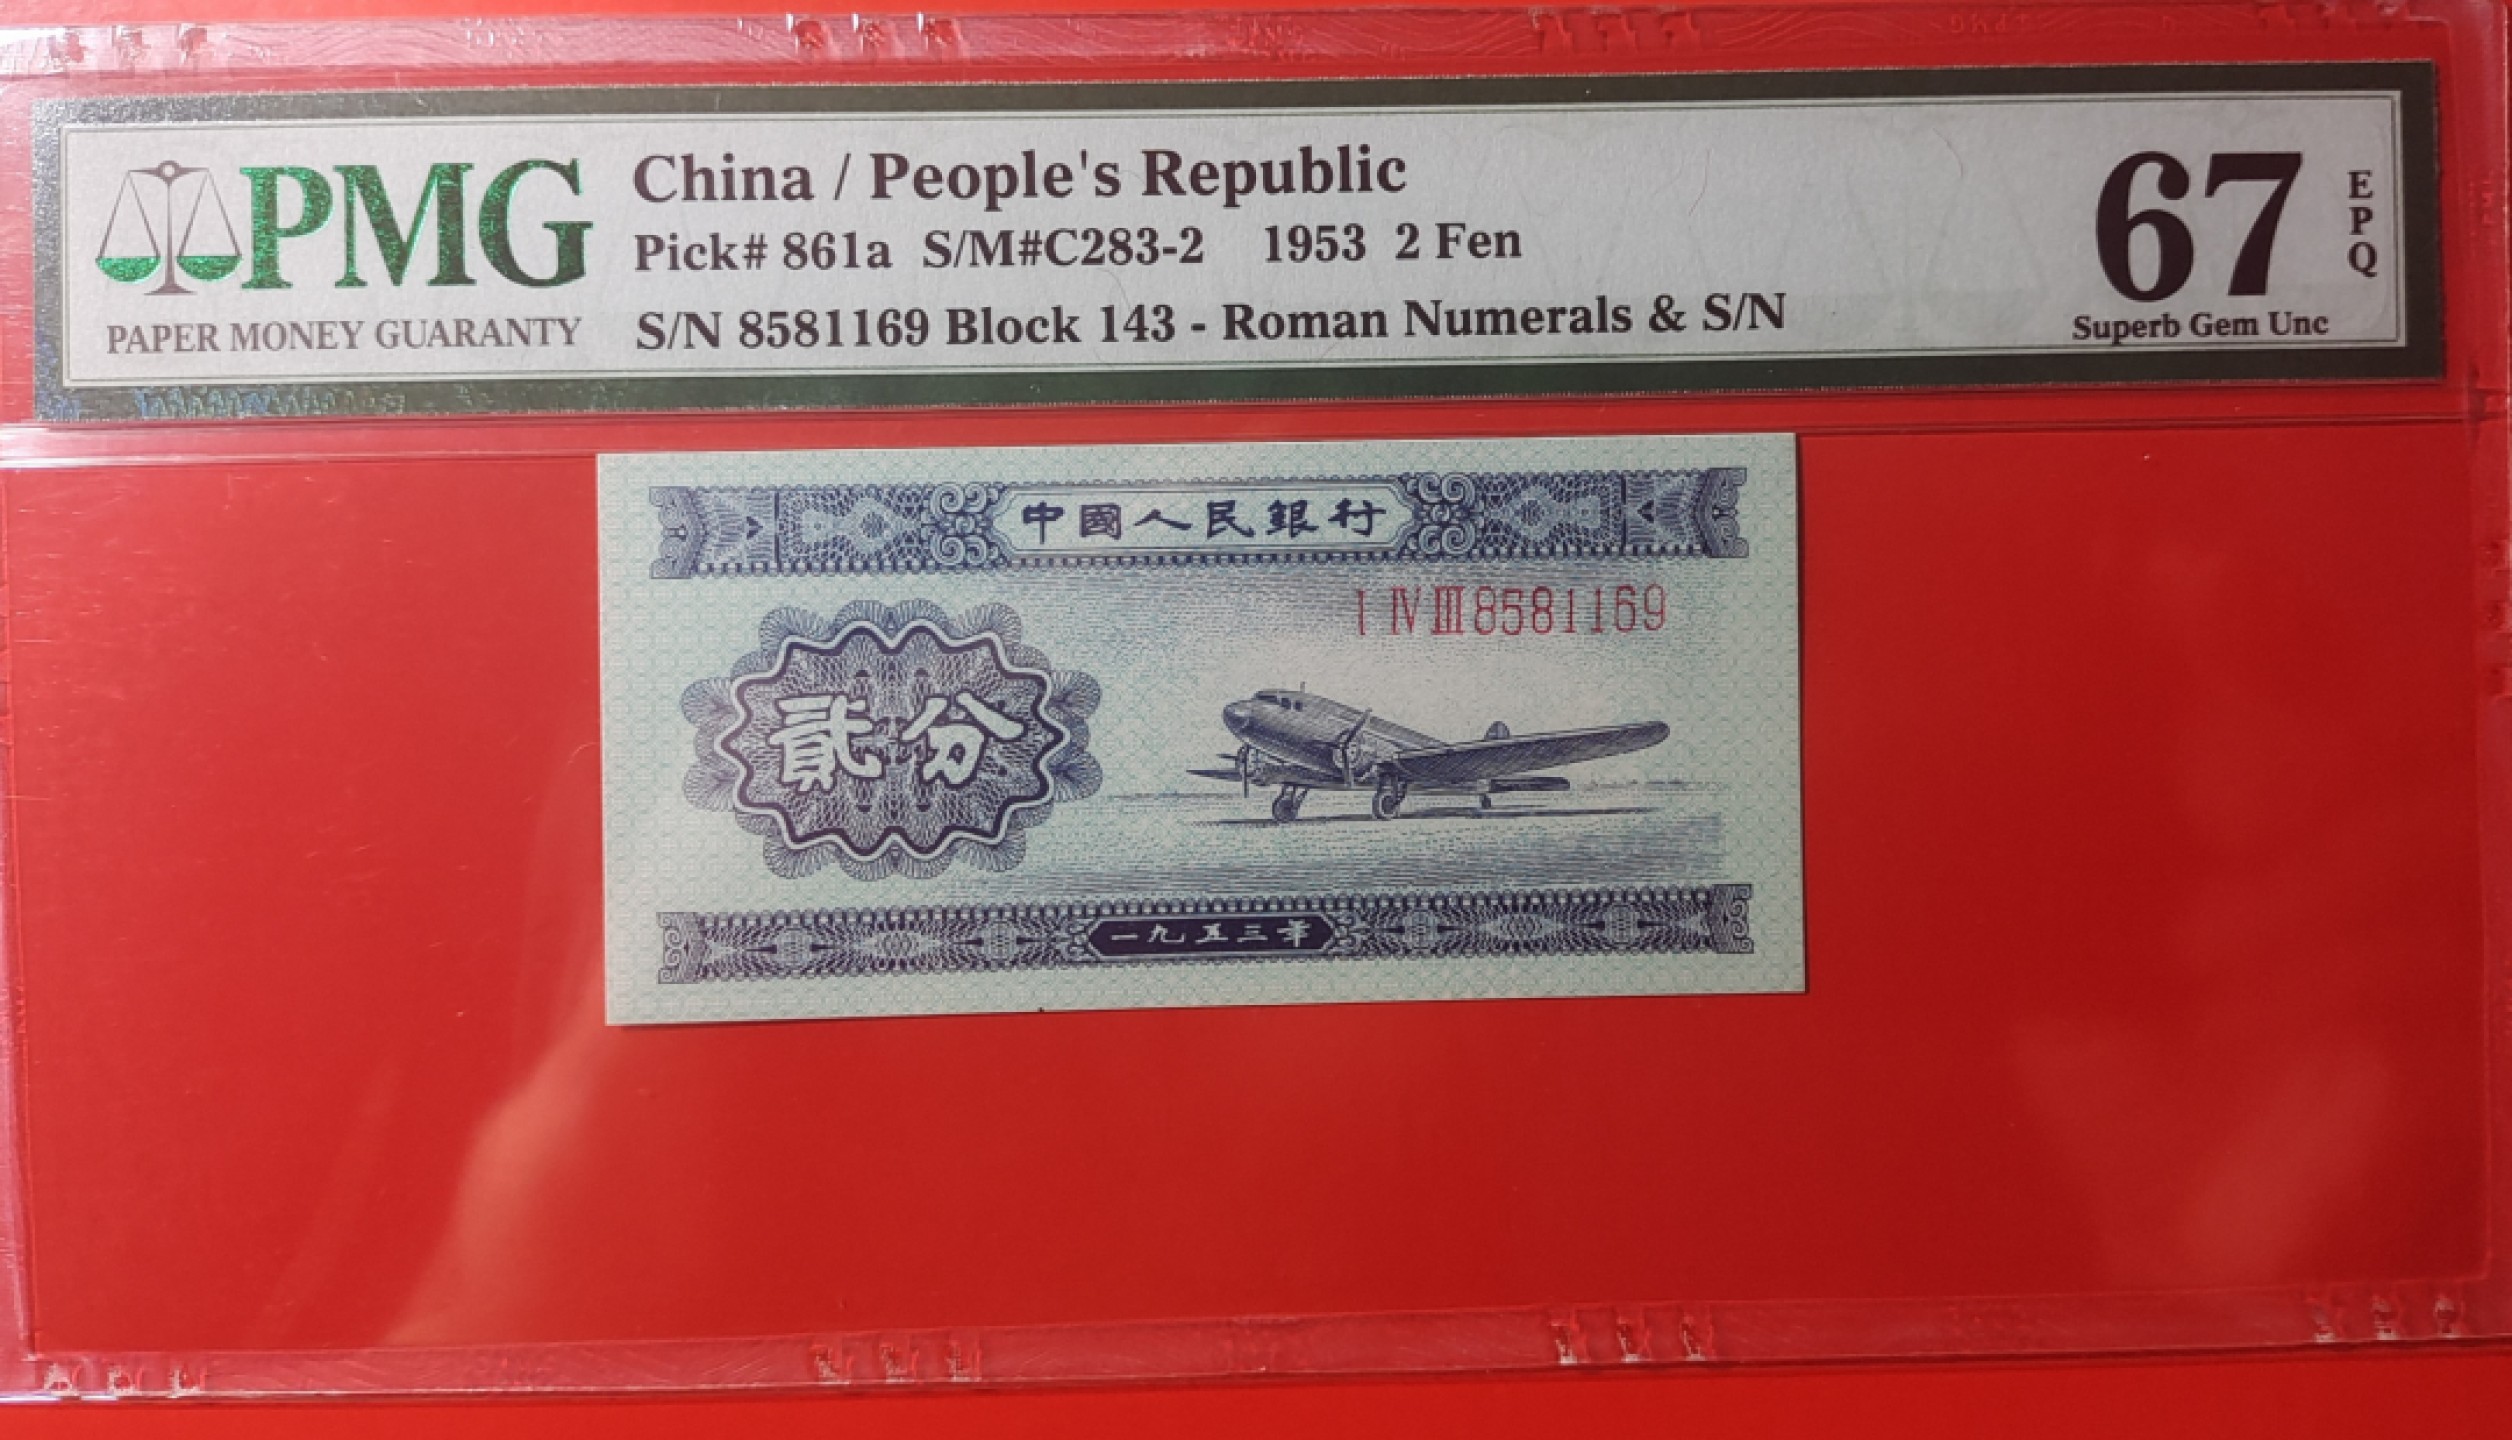 PMG
PAPER MONEY GUARANTY
China / People's Republic
Pick# 861a S/M#C283-2 1953 2 Fen
S/N 8581169 Block 143 - Roman Numerals & S/N
67
EPQ
Superb Gem Unc
中國人民銀行
I IV III 8581169
貳分
一九五三年